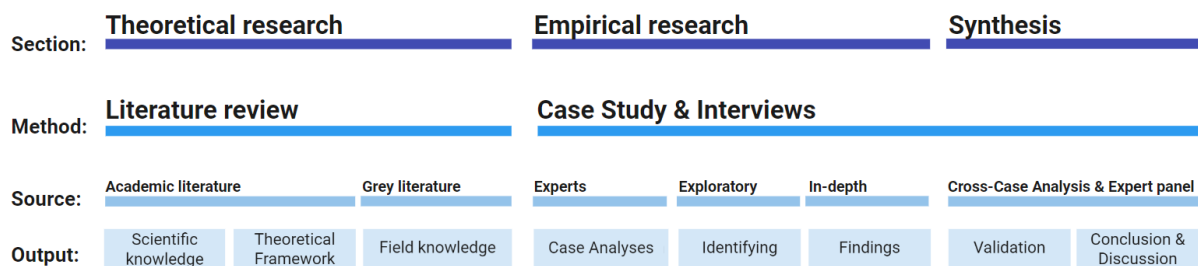 Section: Theoretical research Empirical research Synthesis
Method: Literature review Case Study & Interviews
Source: Academic literature Grey literature Experts Exploratory In-depth Cross-Case Analysis & Expert panel
Output:
Scientific
knowledge
Theoretical
Framework
Field knowledge
Case Analyses
Identifying
Findings
Validation
Conclusion &
Discussion